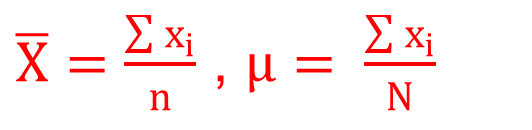 X̅ = ∑ xᵢ / n , μ = ∑ xᵢ / N